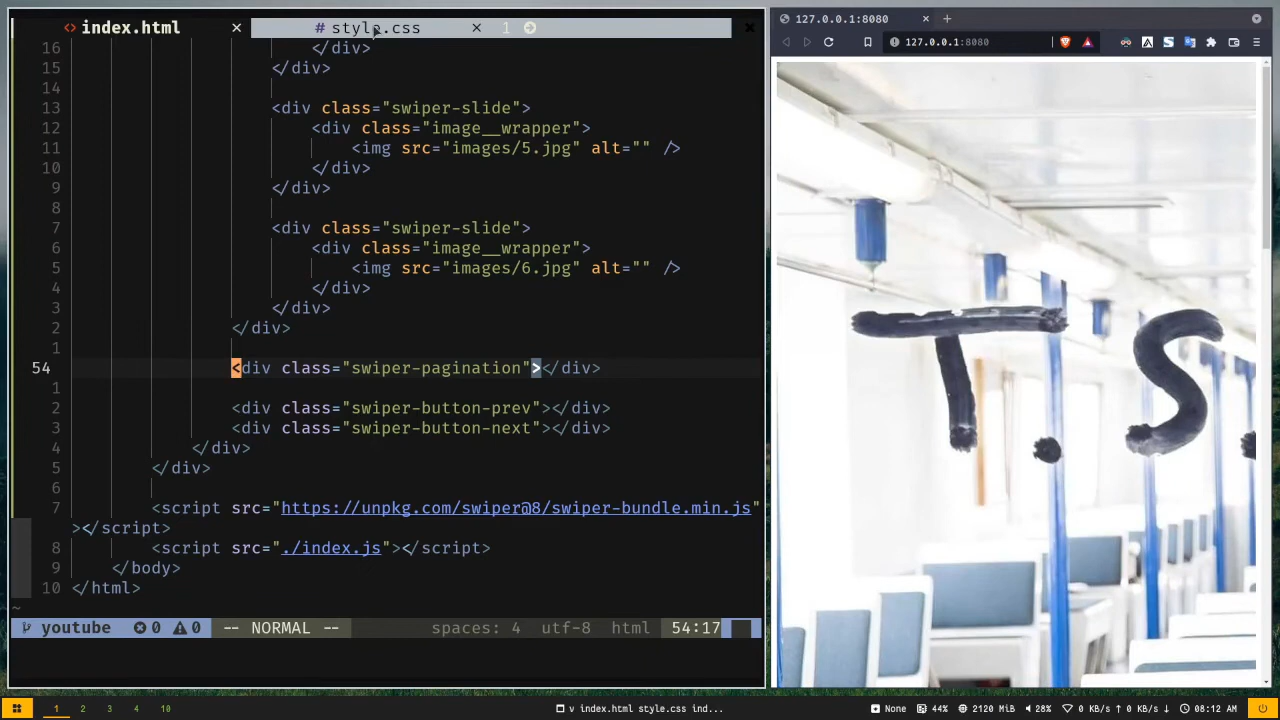 <> index.html × # style.css × 1
16 </div>
15 </div>
14
13 <div class="swiper-slide">
12 <div class="image__wrapper">
11 <img src="images/5.jpg" alt="" />
10 </div>
9 </div>
8
7 <div class="swiper-slide">
6 <div class="image__wrapper">
5 <img src="images/6.jpg" alt="" />
4 </div>
3 </div>
2 </div>
1
54 <div class="swiper-pagination"></div>
1
2 <div class="swiper-button-prev"></div>
3 <div class="swiper-button-next"></div>
4 </div>
5 </div>
6
7 <script src="https://unpkg.com/swiper@8/swiper-bundle.min.js"
></script>
8 <script src="./index.js"></script>
9 </body>
10 </html>
~
youtube 0 0 -- NORMAL -- spaces: 4 utf-8 html 54:17
127.0.0.1:8080
127.0.0.1:8080
T.S.
1 2 3 4 10 v index.html style.css ind... None 44% 2120 MiB 28% 0 KB/s ↑ 0 KB/s ↓ 08:12 AM